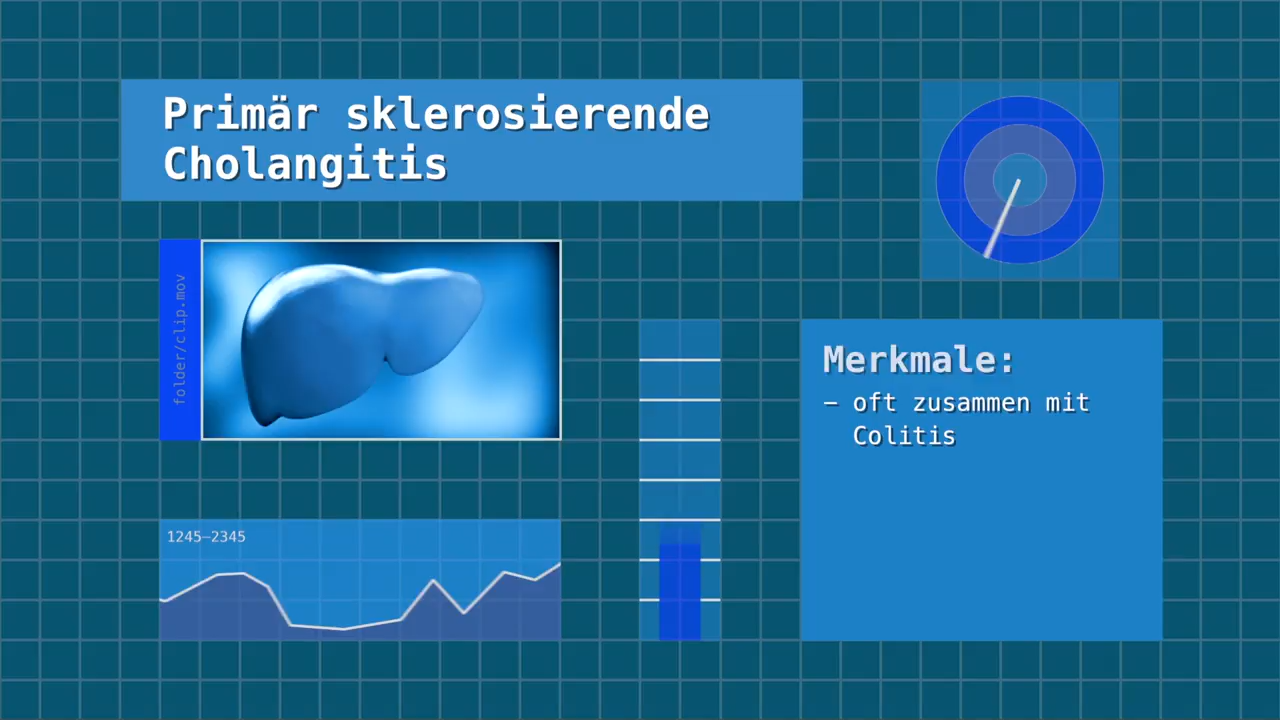 Primär sklerosierende
Cholangitis
folder/clip.mov
Merkmale:
– oft zusammen mit
Colitis
1245–2345